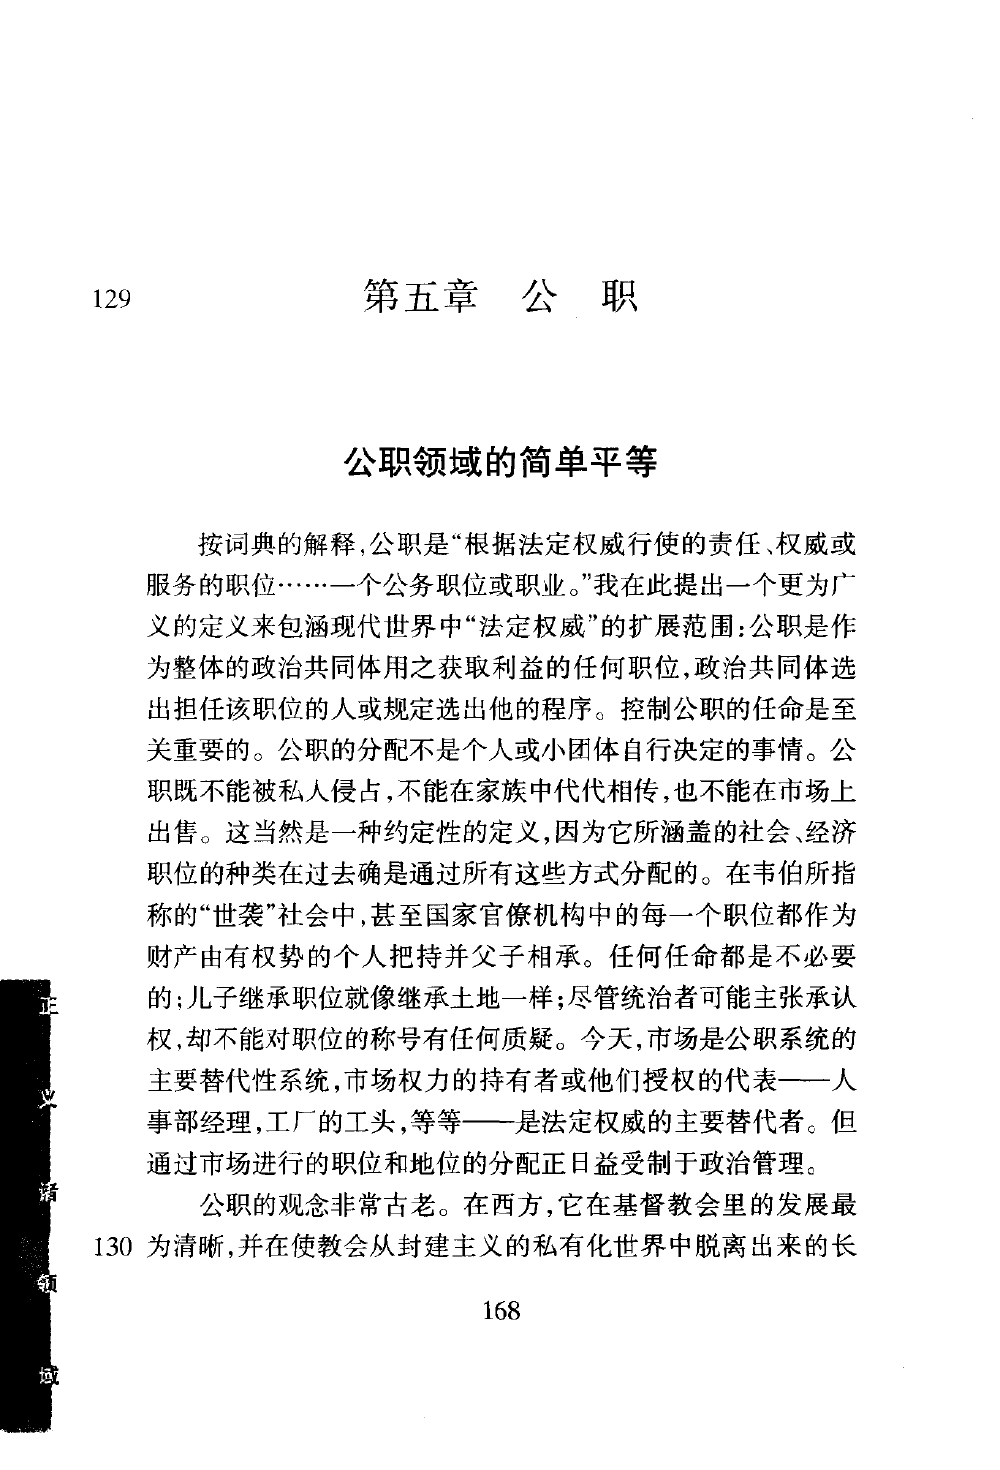 129
第五章　公　职
公职领域的简单平等
按词典的解释,公职是“根据法定权威行使的责任、权威或
服务的职位……一个公务职位或职业。”我在此提出一个更为广
义的定义来包涵现代世界中“法定权威”的扩展范围:公职是作
为整体的政治共同体用之获取利益的任何职位,政治共同体选
出担任该职位的人或规定选出他的程序。控制公职的任命是至
关重要的。公职的分配不是个人或小团体自行决定的事情。公
职既不能被私人侵占,不能在家族中代代相传,也不能在市场上
出售。这当然是一种约定性的定义,因为它所涵盖的社会、经济
职位的种类在过去确是通过所有这些方式分配的。在韦伯所指
称的“世袭”社会中,甚至国家官僚机构中的每一个职位都作为
财产由有权势的个人把持并父子相承。任何任命都是不必要
的;儿子继承职位就像继承土地一样;尽管统治者可能主张承认
权,却不能对职位的称号有任何质疑。今天,市场是公职系统的
主要替代性系统,市场权力的持有者或他们授权的代表——人
事部经理,工厂的工头,等等——是法定权威的主要替代者。但
通过市场进行的职位和地位的分配正日益受制于政治管理。
公职的观念非常古老。在西方,它在基督教会里的发展最
130 为清晰,并在使教会从封建主义的私有化世界中脱离出来的长
168
正
义
诸
领
域